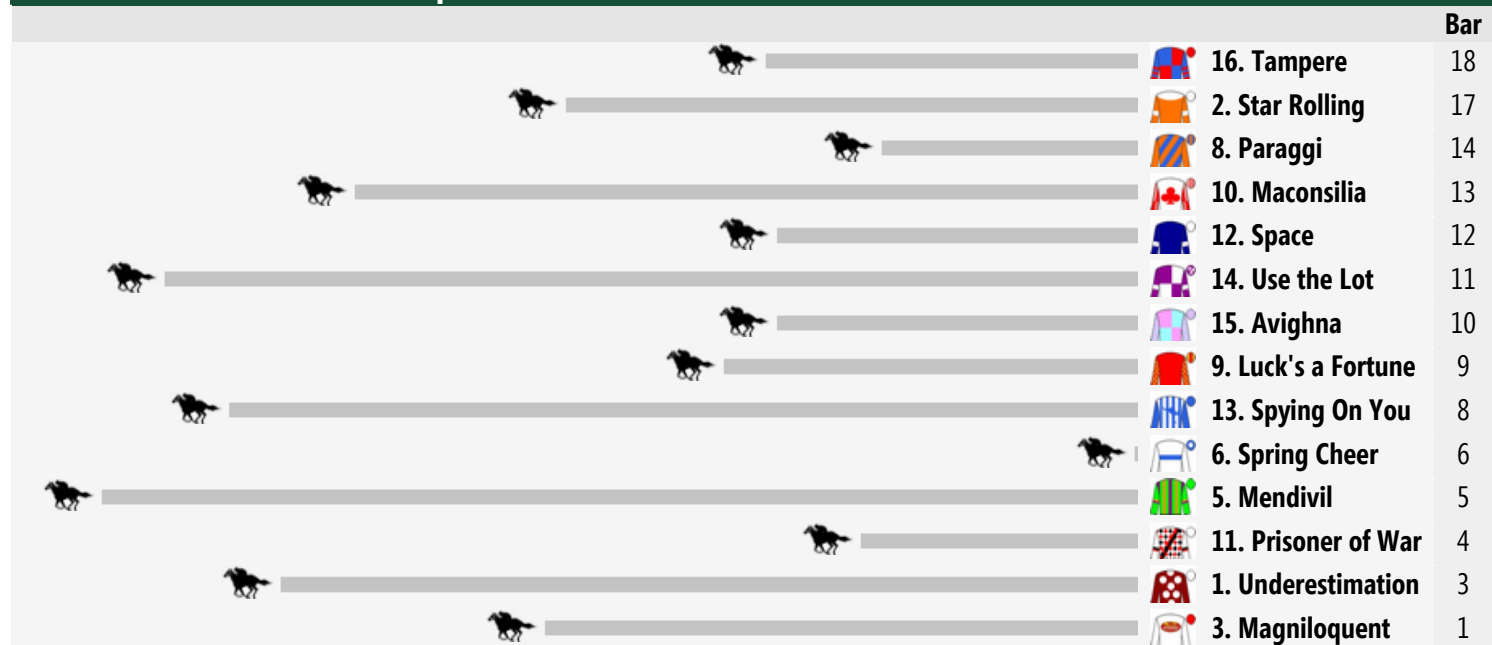 Bar
16. Tampere 18
2. Star Rolling 17
8. Paraggi 14
10. Maconsilia 13
12. Space 12
14. Use the Lot 11
15. Avighna 10
9. Luck's a Fortune 9
13. Spying On You 8
6. Spring Cheer 6
5. Mendivil 5
11. Prisoner of War 4
1. Underestimation 3
3. Magniloquent 1